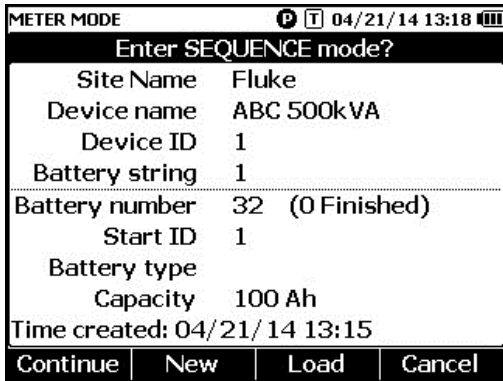 METER MODE P T 04/21/14 13:18
Enter SEQUENCE mode?
Site Name Fluke
Device name ABC 500kVA
Device ID 1
Battery string 1
Battery number 32 (0 Finished)
Start ID 1
Battery type
Capacity 100 Ah
Time created: 04/21/14 13:15
Continue New Load Cancel